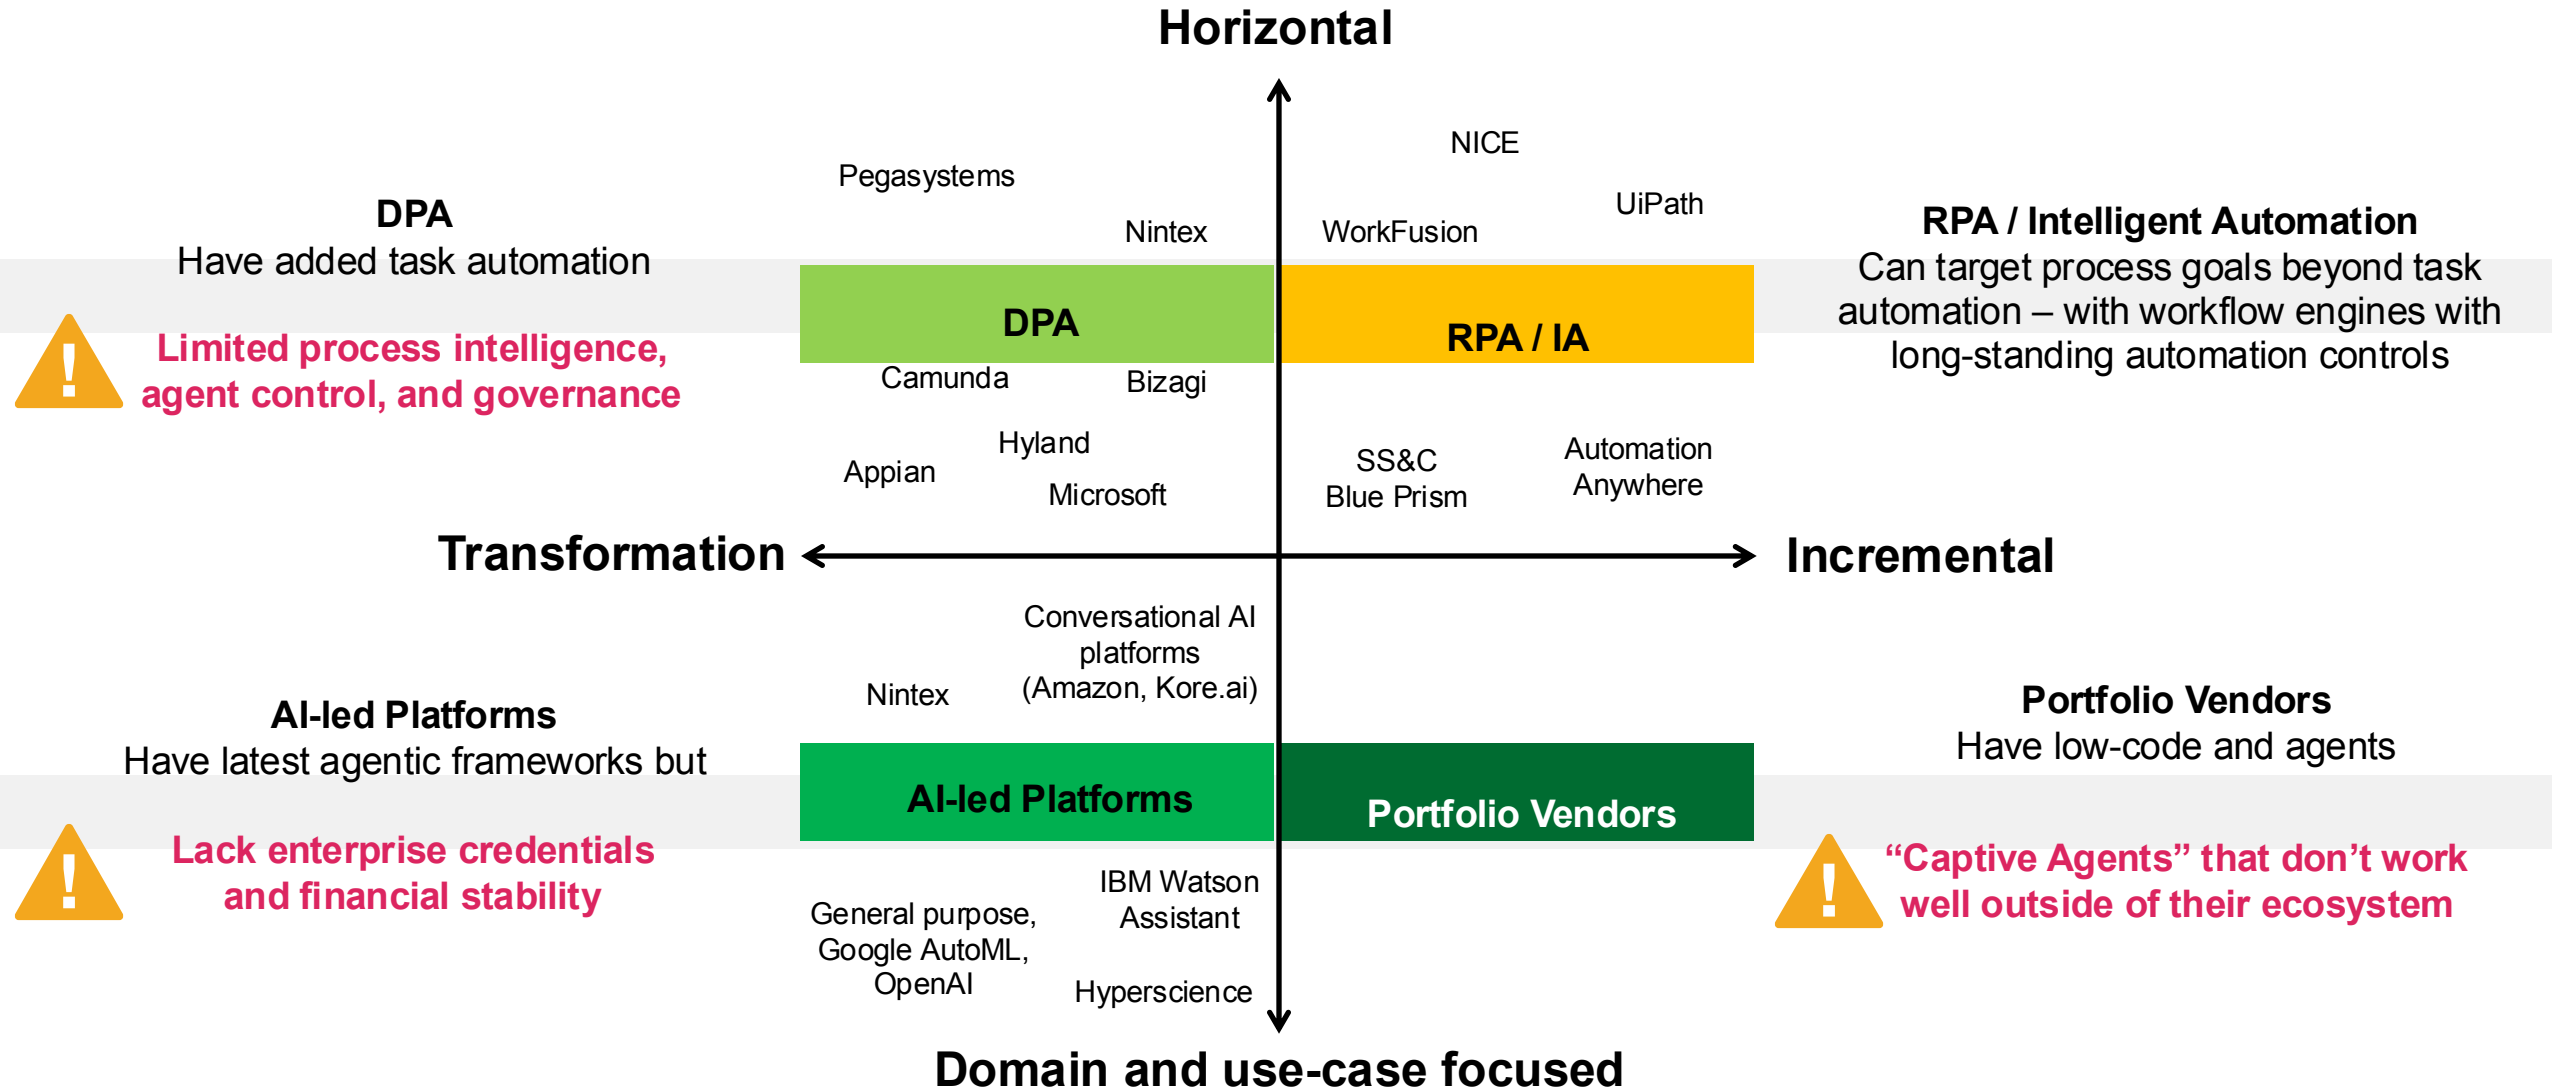 Horizontal
NICE
Pegasystems
UiPath
Nintex
WorkFusion
DPA
Have added task automation
Limited process intelligence,
agent control, and governance
DPA
RPA / IA
RPA / Intelligent Automation
Can target process goals beyond task
automation – with workflow engines with
long-standing automation controls
Camunda
Bizagi
Hyland
Appian
Microsoft
SS&C
Blue Prism
Automation
Anywhere
Transformation
Incremental
Conversational AI
platforms
(Amazon, Kore.ai)
Nintex
AI-led Platforms
Have latest agentic frameworks but
Lack enterprise credentials
and financial stability
AI-led Platforms
Portfolio Vendors
Portfolio Vendors
Have low-code and agents
“Captive Agents” that don’t work
well outside of their ecosystem
IBM Watson
Assistant
General purpose,
Google AutoML,
OpenAI
Hyperscience
Domain and use-case focused